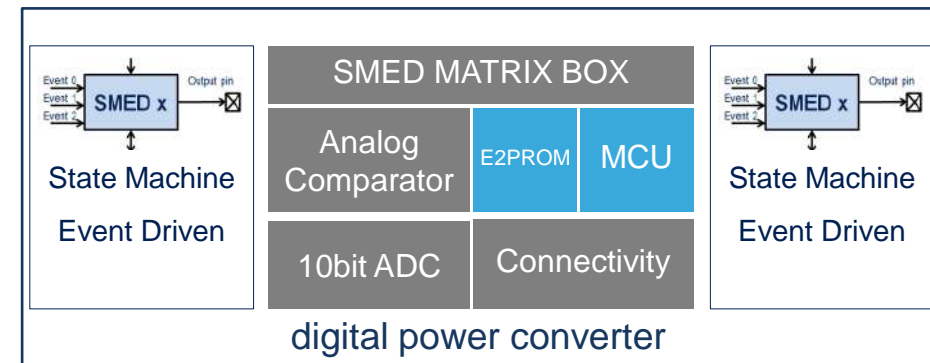 Event 0
Event 1
Event 2
SMED x
Output pin
State Machine
Event Driven
SMED MATRIX BOX
Analog
Comparator
E2PROM
MCU
10bit ADC
Connectivity
Event 0
Event 1
Event 2
SMED x
Output pin
State Machine
Event Driven
digital power converter